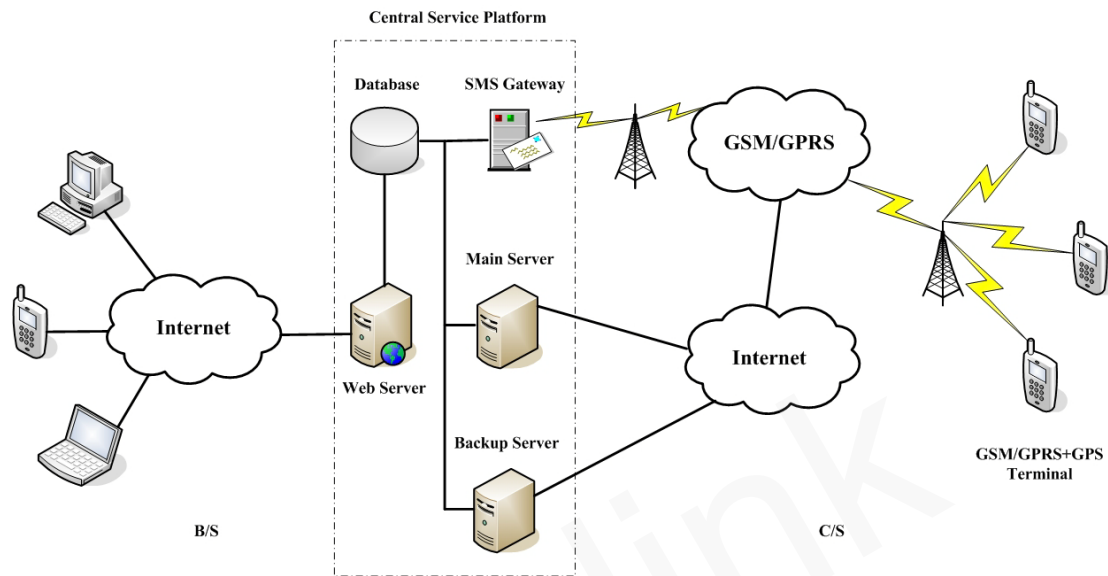 Central Service Platform
Database
SMS Gateway
GSM/GPRS
Main Server
Internet
Internet
Web Server
Backup Server
GSM/GPRS+GPS
Terminal
B/S
C/S
link